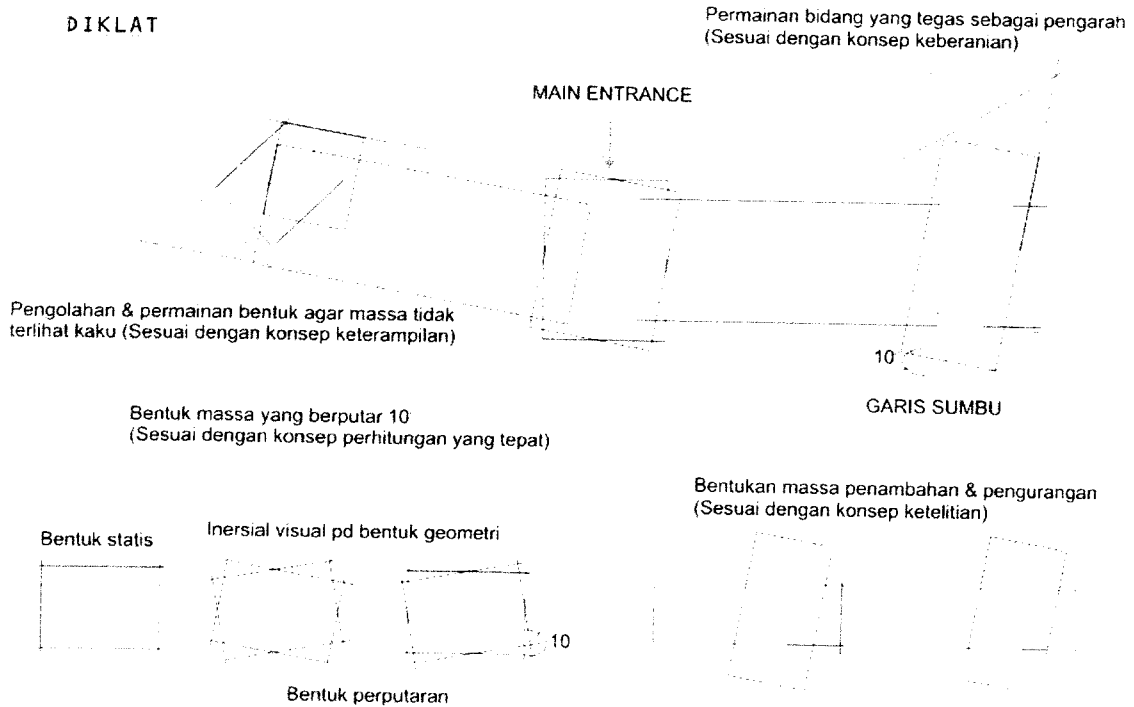 DIKLAT
Permainan bidang yang tegas sebagai pengarah
(Sesuai dengan konsep keberanian)
MAIN ENTRANCE
Pengolahan & permainan bentuk agar massa tidak
terlihat kaku (Sesuai dengan konsep keterampilan)
10
GARIS SUMBU
Bentuk massa yang berputar 10
(Sesuai dengan konsep perhitungan yang tepat)
Bentukan massa penambahan & pengurangan
(Sesuai dengan konsep ketelitian)
Bentuk statis
Inersial visual pd bentuk geometri
10
Bentuk perputaran